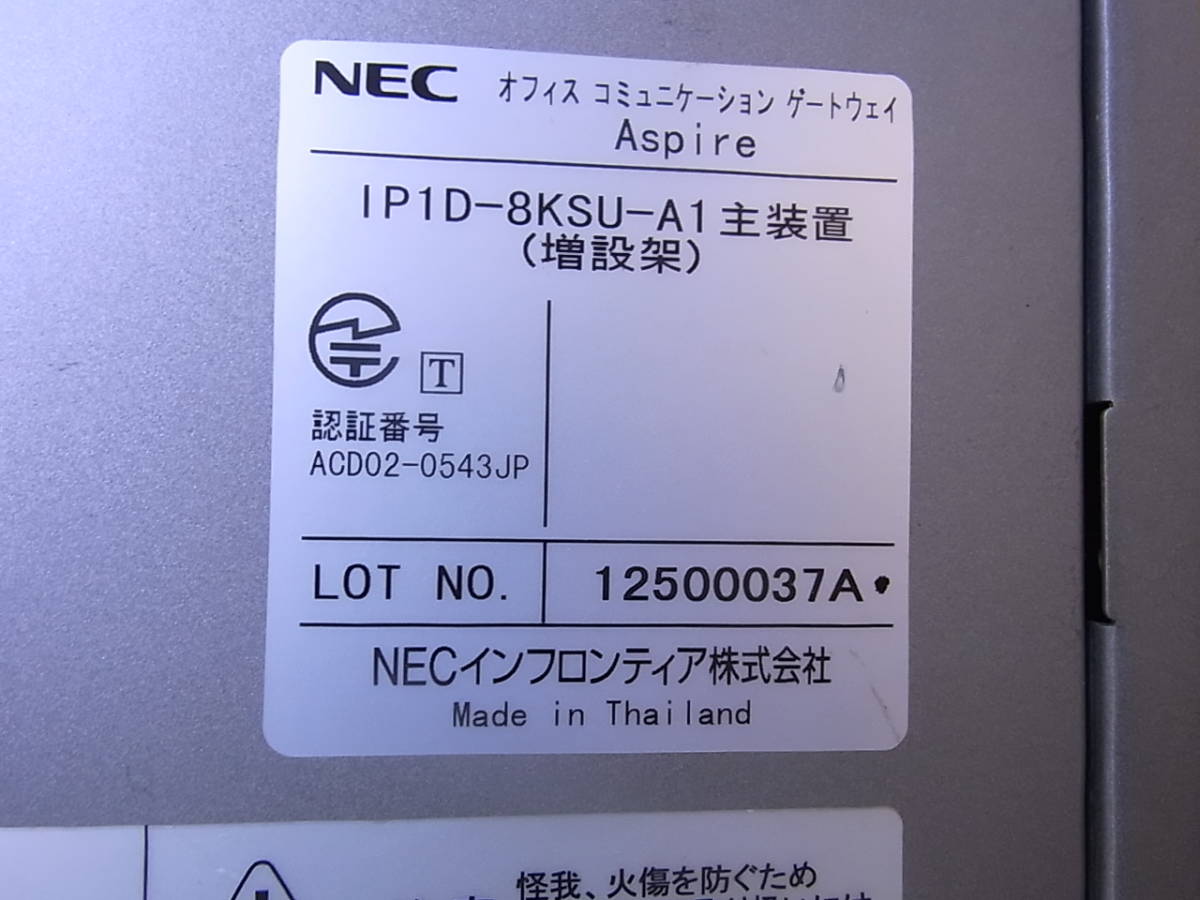 NEC オフィス コミュニケーション ゲートウェイ
Aspire
IP1D-8KSU-A1主装置
(増設架)
T
認証番号
ACD02-0543JP
LOT NO. 12500037A
NECインフロンティア株式会社
Made in Thailand
怪我、火傷を防ぐため